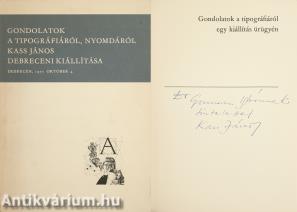 GONDOLATOK
A TIPOGRÁFIÁRÓL, NYOMDÁRÓL
KASS JÁNOS
DEBRECENI KIÁLLÍTÁSA
DEBRECEN, 1971 OKTÓBER 4
A
Gondolatok a tipográfiáról
egy kiállítás ürügyén
Kass János
Antikvárium.hu